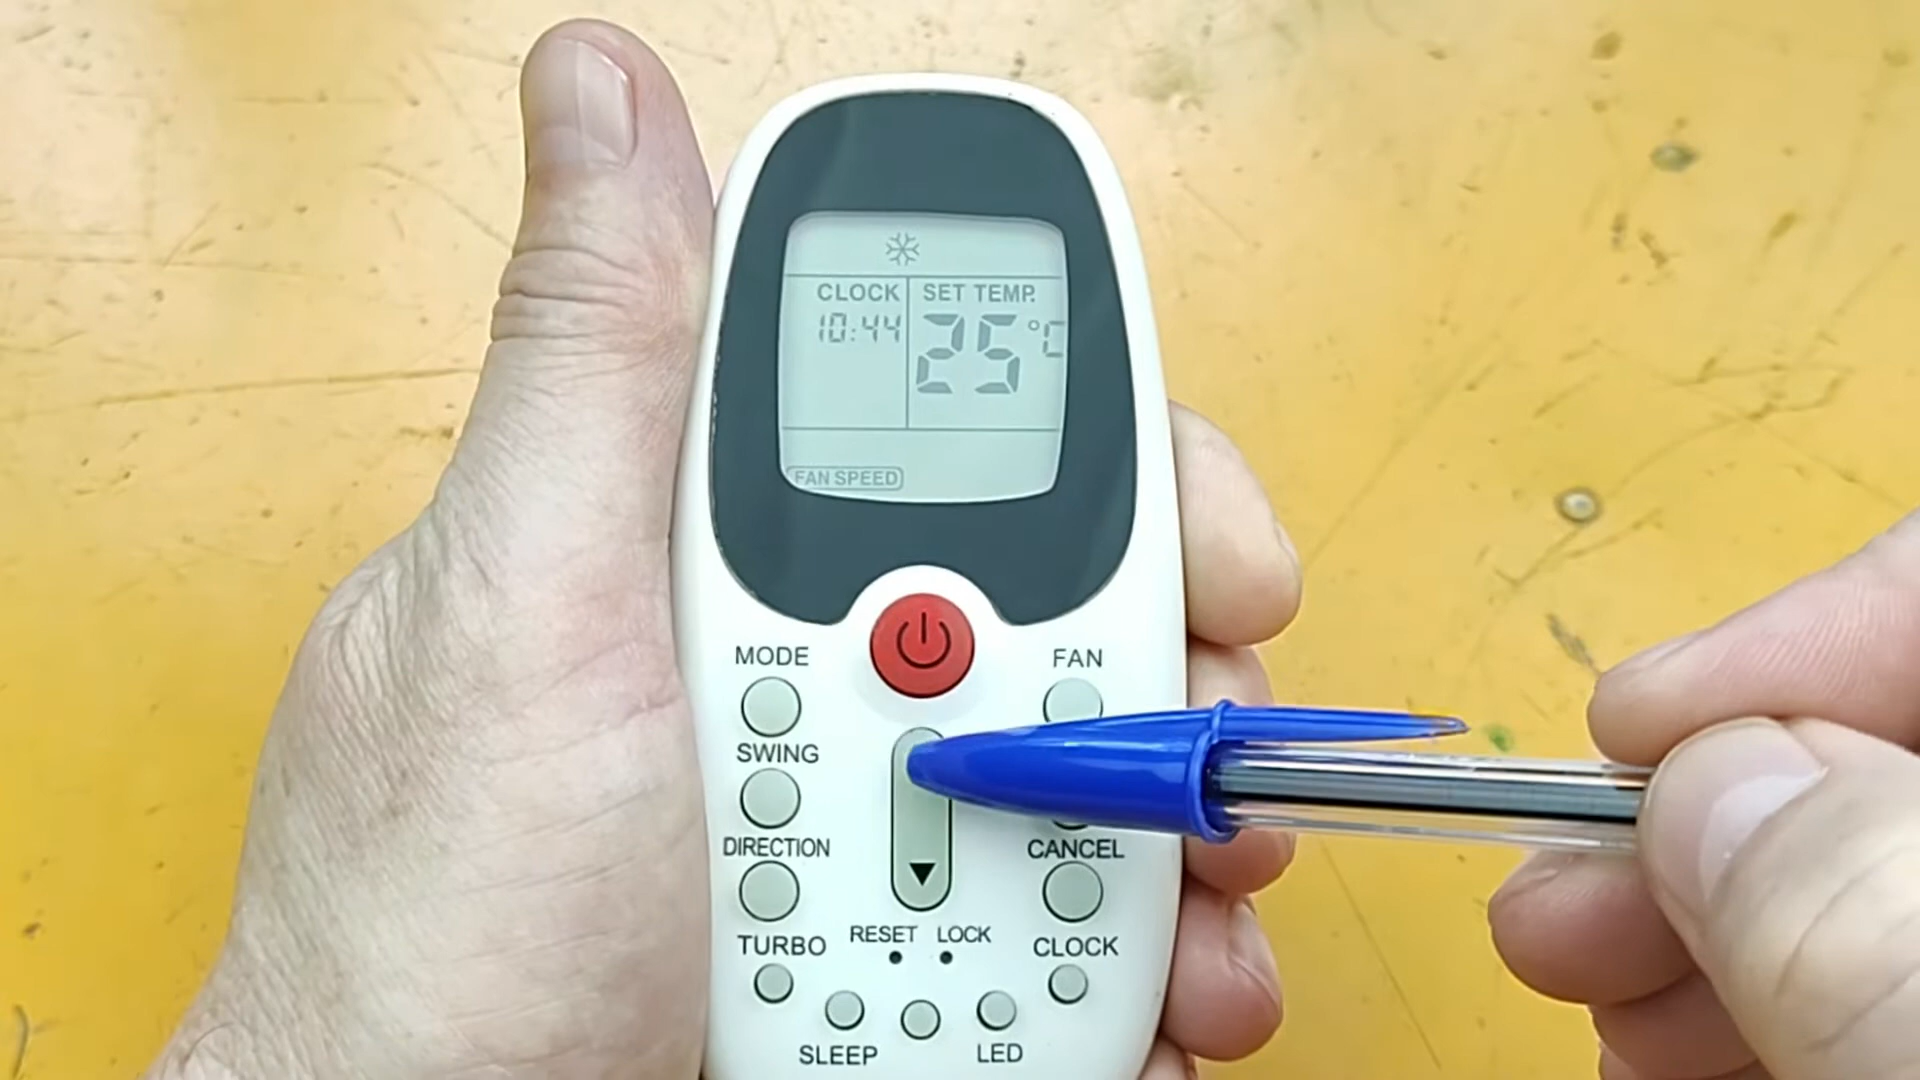 CLOCK SET TEMP.
10:44 25 °C
FAN SPEED
MODE FAN
SWING
DIRECTION CANCEL
RESET LOCK
TURBO CLOCK
SLEEP LED